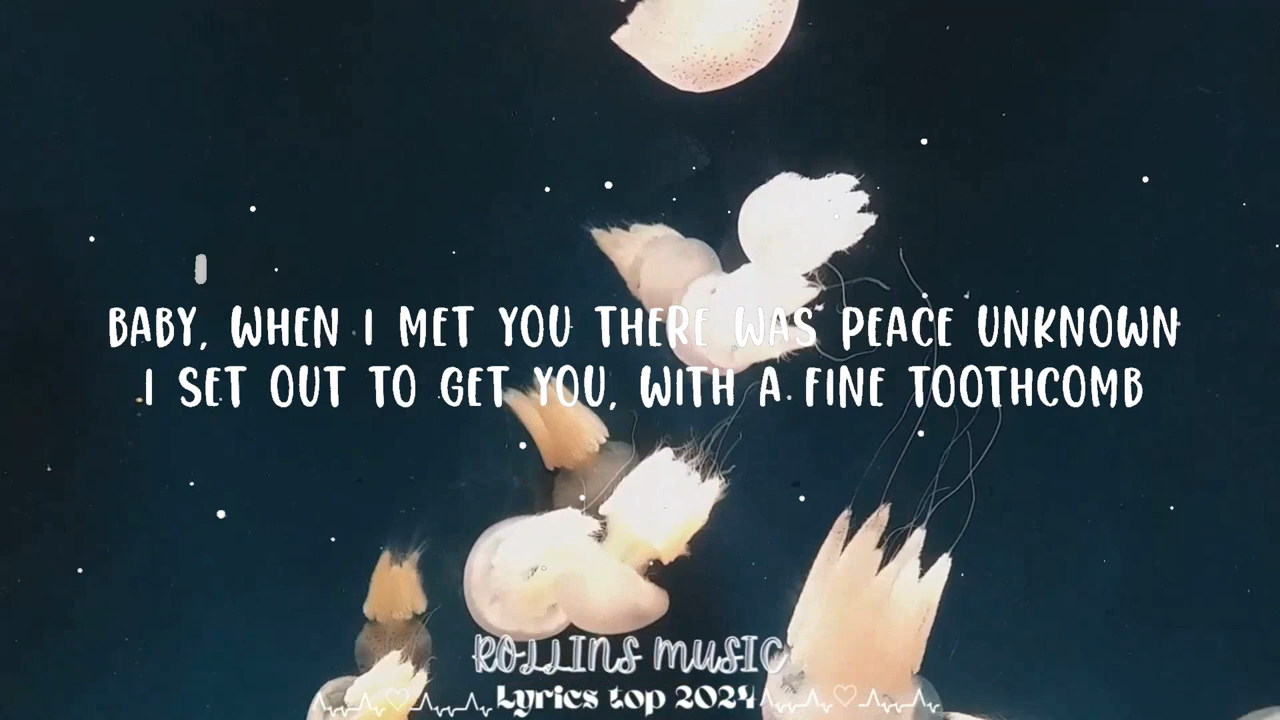 BABY, WHEN I MET YOU THERE WAS PEACE UNKNOWN
I SET OUT TO GET YOU, WITH A FINE TOOTHCOMB
ROLLINS MUSIC
Lyrics top 2024